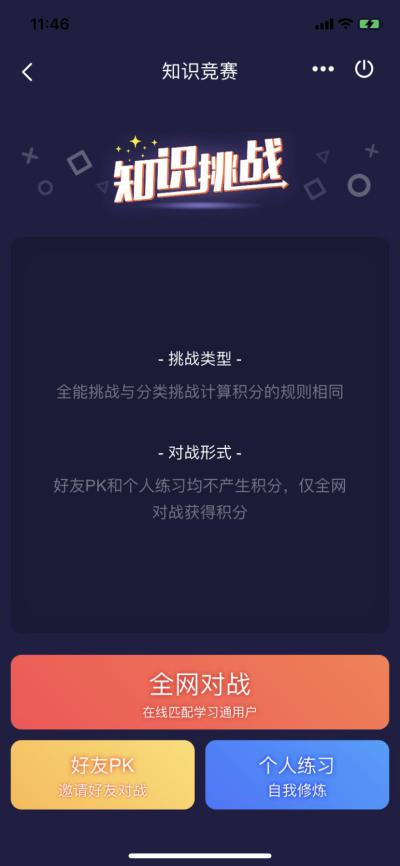 11:46
知识竞赛
知识挑战
- 挑战类型 -
全能挑战与分类挑战计算积分的规则相同
- 对战形式 -
好友PK和个人练习均不产生积分，仅全网
对战获得积分
全网对战
在线匹配学习通用户
好友PK
个人练习
邀请好友对战
自我修炼